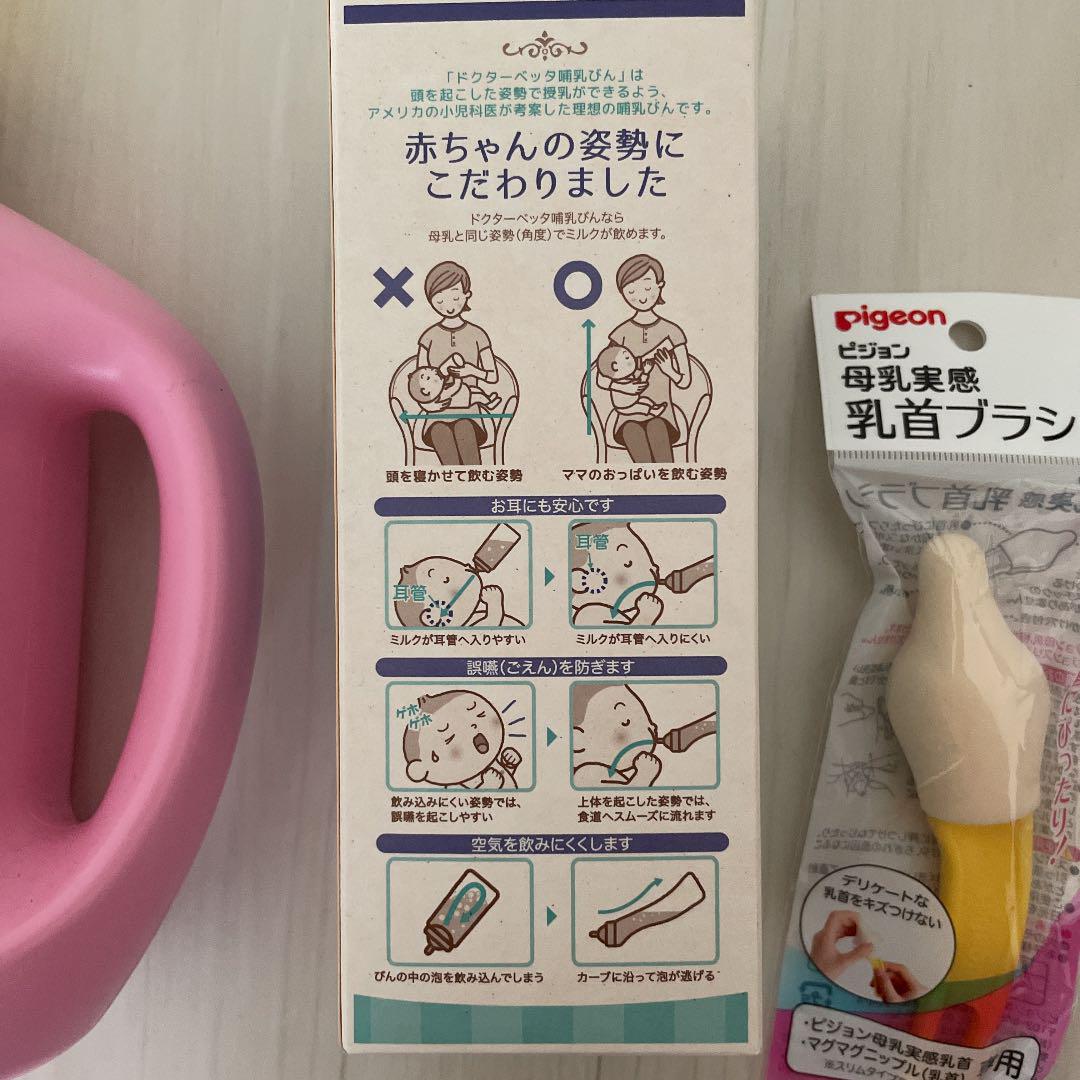 「ドクターベッタ哺乳びん」は
頭を起こした姿勢で授乳ができるよう、
アメリカの小児科医が考案した理想の哺乳びんです。
赤ちゃんの姿勢に
こだわりました
ドクターベッタ哺乳びんなら
母乳と同じ姿勢(角度)でミルクが飲めます。
頭を寝かせて飲む姿勢
ママのおっぱいを飲む姿勢
お耳にも安心です
耳管
耳管
ミルクが耳管へ入りやすい
ミルクが耳管へ入りにくい
誤嚥(ごえん)を防ぎます
ゲホ
ゲホ
飲み込みにくい姿勢では、
誤嚥を起こしやすい
上体を起こした姿勢では、
食道へスムーズに流れます
空気を飲みにくくします
びんの中の泡を飲み込んでしまう
カーブに沿って泡が逃げる
Pigeon
ピジョン
母乳実感
乳首ブラシ
にぴったり!
デリケートな
乳首をキズつけない
・ピジョン母乳実感乳首
・マグマグニップル(乳首)
※スリムタイプ
用